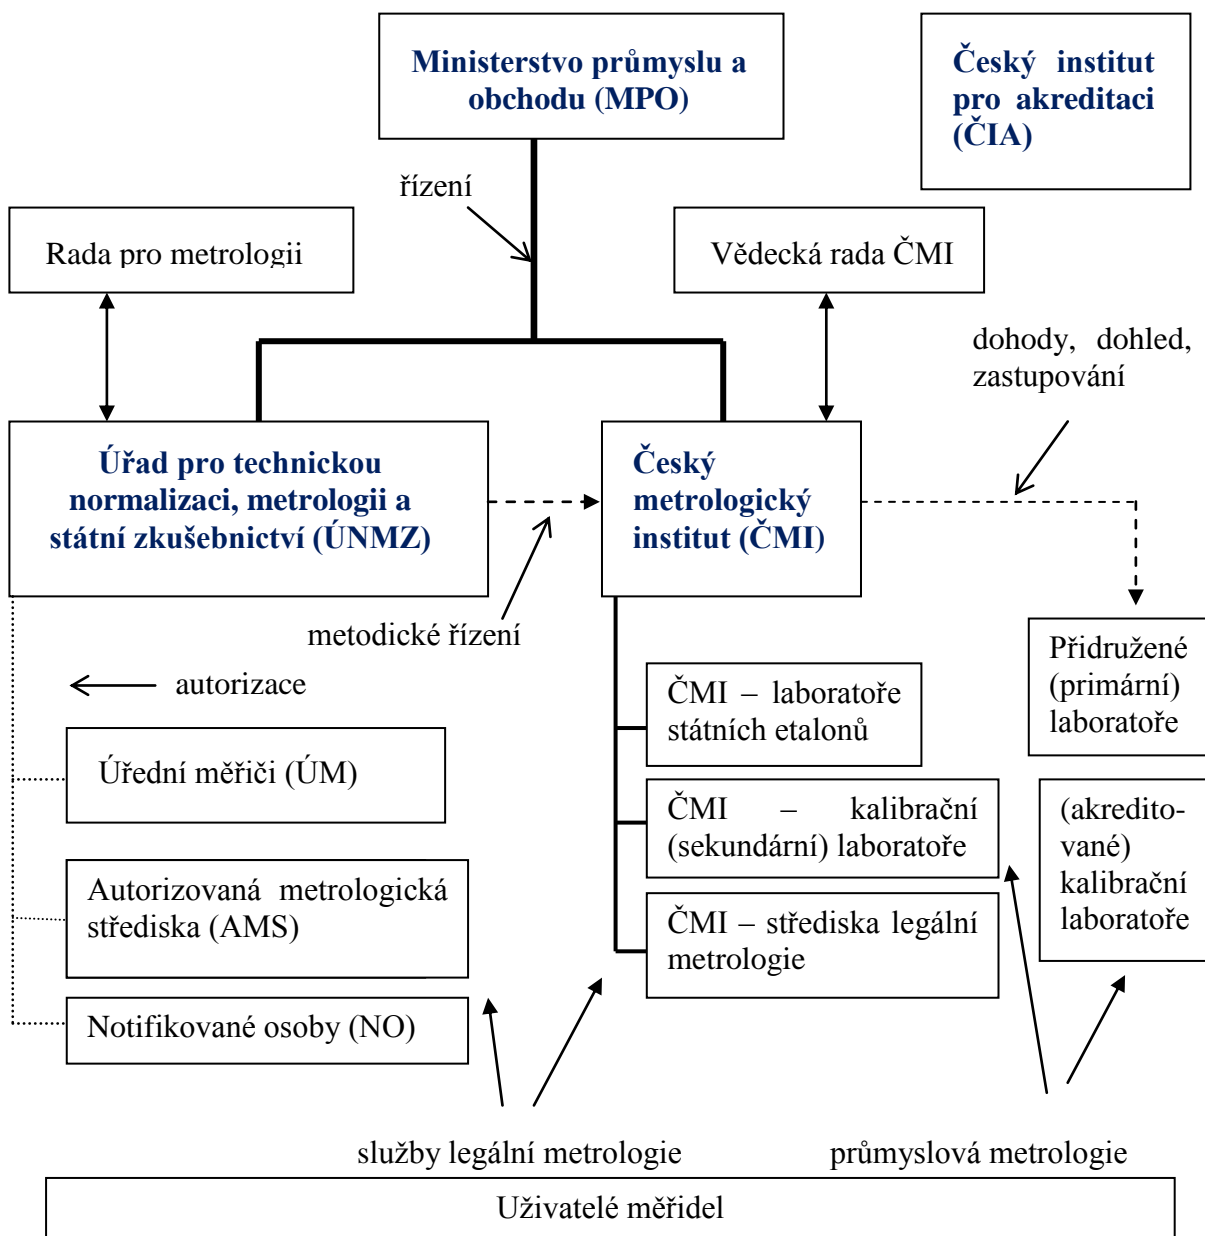 Ministerstvo průmyslu a
obchodu (MPO)
Český institut
pro akreditaci
(ČIA)
řízení
Rada pro metrologii
Vědecká rada ČMI
dohody, dohled,
zastupování
Úřad pro technickou
normalizaci, metrologii a
státní zkušebnictví (ÚNMZ)
Český
metrologický
institut (ČMI)
metodické řízení
autorizace
Úřední měřiči (ÚM)
Autorizovaná metrologická
střediska (AMS)
Notifikované osoby (NO)
ČMI – laboratoře
státních etalonů
ČMI – kalibrační
(sekundární) laboratoře
ČMI – střediska legální
metrologie
Přidružené
(primární)
laboratoře
(akredito-
vané)
kalibrační
laboratoře
služby legální metrologie
průmyslová metrologie
Uživatelé měřidel